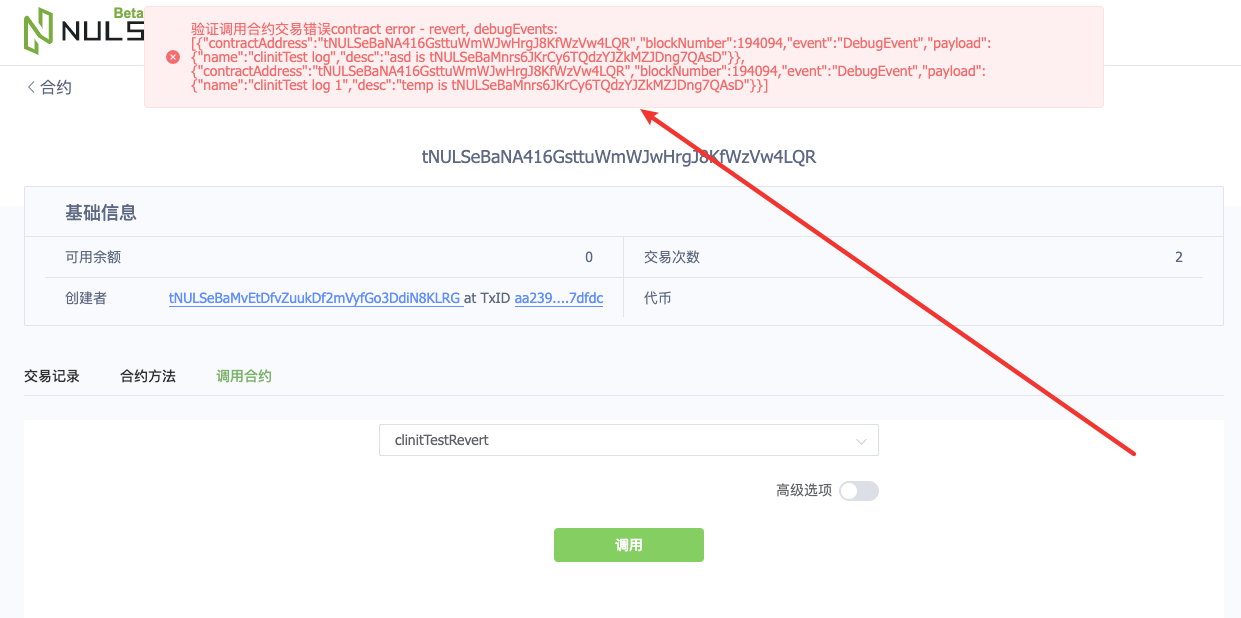 Beta
NULS
验证调用合约交易错误contract error - revert, debugEvents:
[{"contractAddress":"tNULSeBaNA416GsttuWmWJwHrgJ8KfWzVw4LQR","blockNumber":194094,"event":"DebugEvent","payload":
{"name":"clinitTest log","desc":"asd is tNULSeBaMnrs6JKrCy6TQdzYJZkMZJDng7QAsD"}},
{"contractAddress":"tNULSeBaNA416GsttuWmWJwHrgJ8KfWzVw4LQR","blockNumber":194094,"event":"DebugEvent","payload":
{"name":"clinitTest log 1","desc":"temp is tNULSeBaMnrs6JKrCy6TQdzYJZkMZJDng7QAsD"}}]
合约
tNULSeBaNA416GsttuWmWJwHrgJ8KfWzVw4LQR
基础信息
可用余额 0
交易次数 2
创建者 tNULSeBaMvEtDfvZuukDf2mVyfGo3DdiN8KLRG at TxID aa239....7dfdc
代币
交易记录 合约方法 调用合约
clinitTestRevert
高级选项
调用